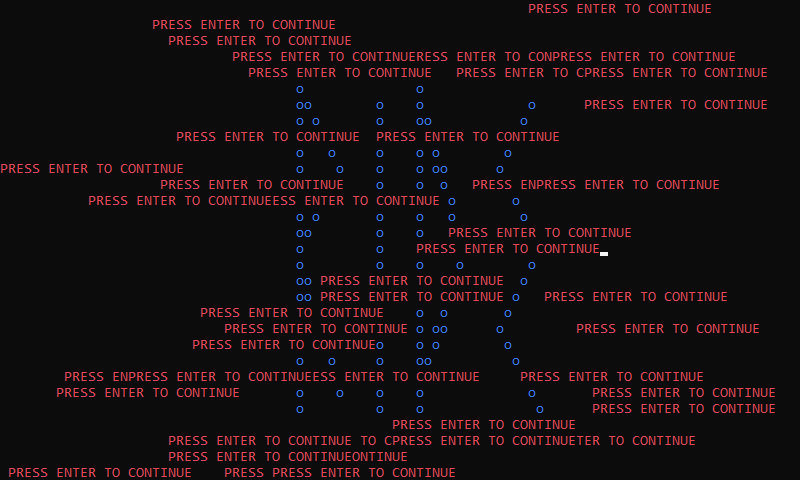 PRESS ENTER TO CONTINUE
PRESS ENTER TO CONTINUE
PRESS ENTER TO CONTINUE
PRESS ENTER TO CONTINUERESS ENTER TO CONPRESS ENTER TO CONTINUE
PRESS ENTER TO CONTINUE PRESS ENTER TO CPRESS ENTER TO CONTINUE
o o
oo o o o PRESS ENTER TO CONTINUE
o o o oo o
PRESS ENTER TO CONTINUE PRESS ENTER TO CONTINUE
o o o o o o
PRESS ENTER TO CONTINUE o o o o oo o
PRESS ENTER TO CONTINUE o o o PRESS ENPRESS ENTER TO CONTINUE
PRESS ENTER TO CONTINUEESS ENTER TO CONTINUE o o
o o o o o o
oo o o PRESS ENTER TO CONTINUE
o o PRESS ENTER TO CONTINUE
o o o o o
oo PRESS ENTER TO CONTINUE o
oo PRESS ENTER TO CONTINUE o PRESS ENTER TO CONTINUE
PRESS ENTER TO CONTINUE o o o
PRESS ENTER TO CONTINUE o oo o PRESS ENTER TO CONTINUE
PRESS ENTER TO CONTINUEo o o o
o o o oo o
PRESS ENPRESS ENTER TO CONTINUEESS ENTER TO CONTINUE PRESS ENTER TO CONTINUE
PRESS ENTER TO CONTINUE o o o o o PRESS ENTER TO CONTINUE
o o o o PRESS ENTER TO CONTINUE
PRESS ENTER TO CONTINUE
PRESS ENTER TO CONTINUE TO CPRESS ENTER TO CONTINUETER TO CONTINUE
PRESS ENTER TO CONTINUEONTINUE
PRESS ENTER TO CONTINUE PRESS PRESS ENTER TO CONTINUE